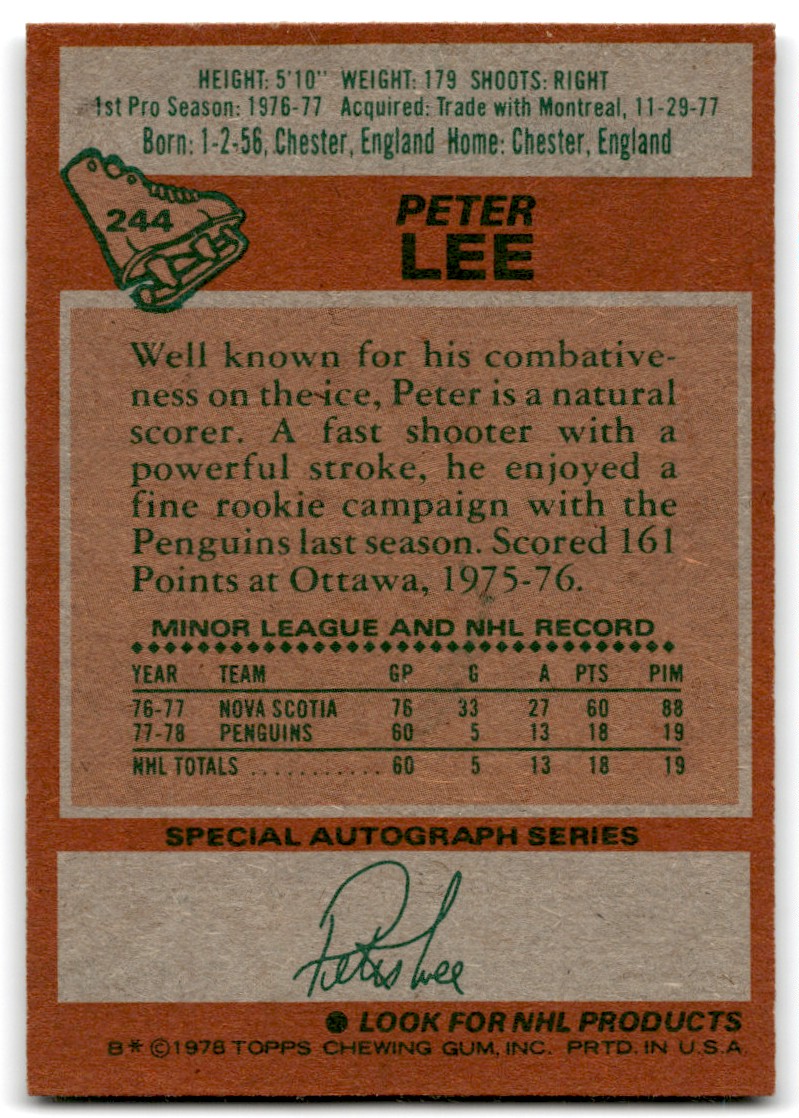 HEIGHT: 5'10" WEIGHT: 179 SHOOTS: RIGHT
1st Pro Season: 1976-77 Acquired: Trade with Montreal, 11-29-77
Born: 1-2-56, Chester, England Home: Chester, England
244
PETER
LEE
Well known for his combative-
ness on the ice, Peter is a natural
scorer. A fast shooter with a
powerful stroke, he enjoyed a
fine rookie campaign with the
Penguins last season. Scored 161
Points at Ottawa, 1975-76.
MINOR LEAGUE AND NHL RECORD
YEAR TEAM GP G A PTS PIM
76-77 NOVA SCOTIA 76 33 27 60 88
77-78 PENGUINS 60 5 13 18 19
NHL TOTALS ........... 60 5 13 18 19
SPECIAL AUTOGRAPH SERIES
Peter Lee
LOOK FOR NHL PRODUCTS
B* ©1978 TOPPS CHEWING GUM, INC. PRTD. IN U.S.A.